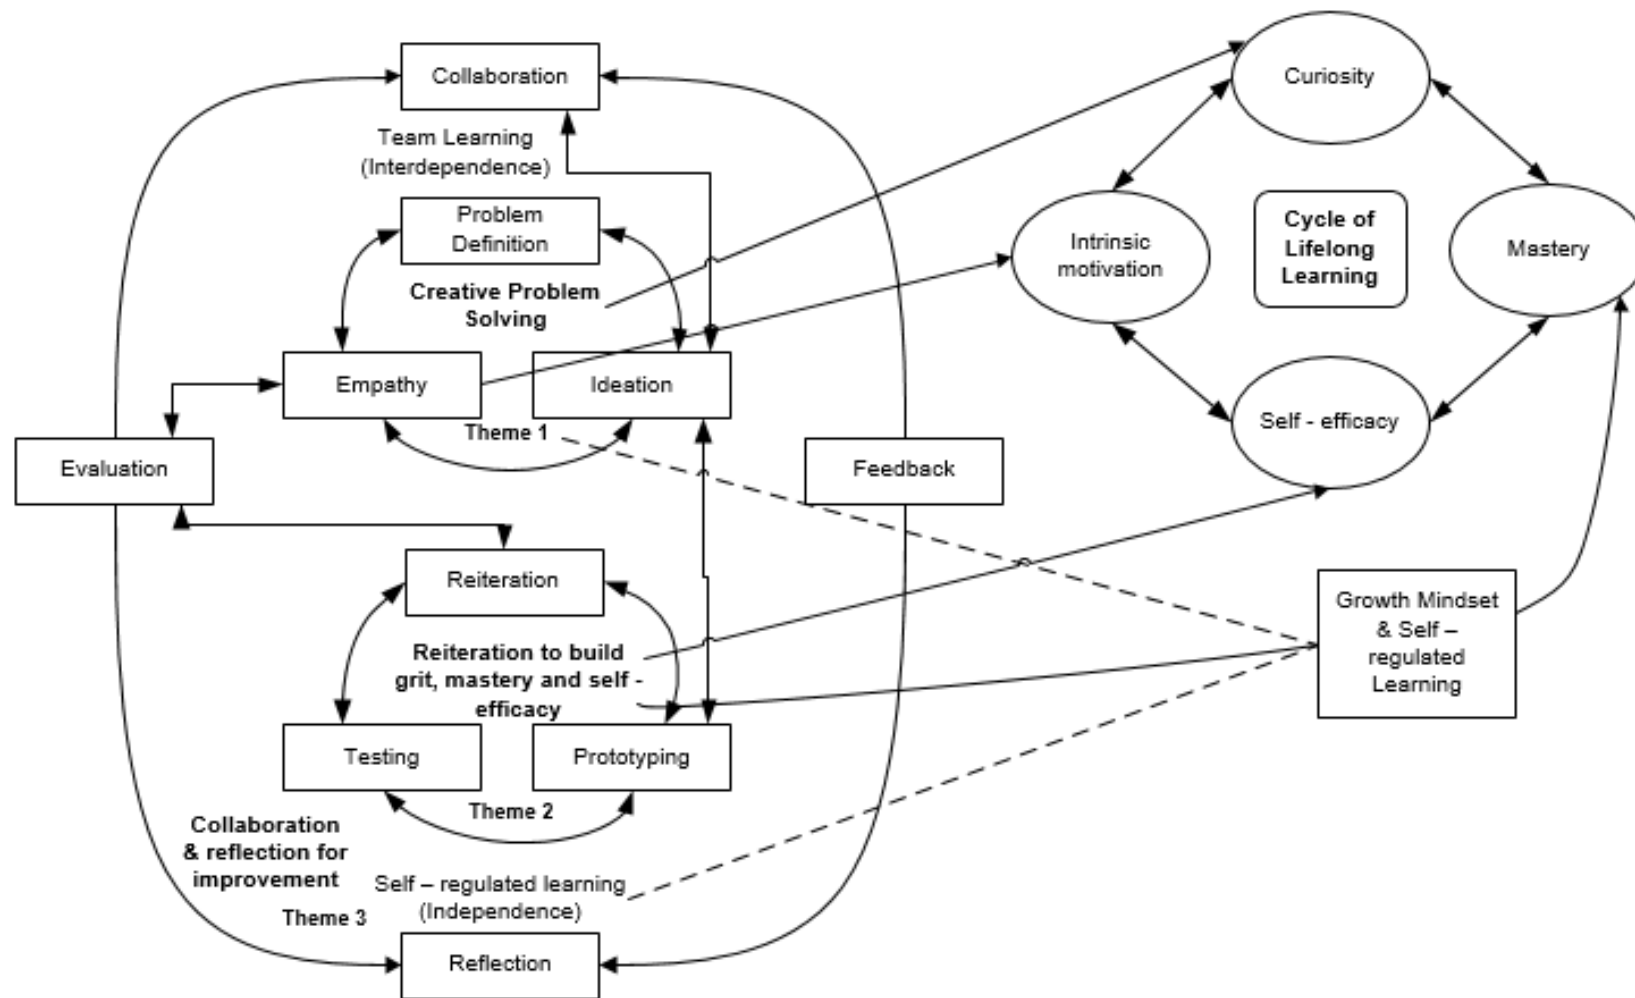 Collaboration
Team Learning
(Interdependence)
Problem
Definition
Creative Problem
Solving
Empathy
Ideation
Theme 1
Evaluation
Feedback
Reiteration
Reiteration to build
grit, mastery and self -
efficacy
Testing
Prototyping
Theme 2
Collaboration
& reflection for
improvement
Theme 3
Self – regulated learning
(Independence)
Reflection
Curiosity
Intrinsic
motivation
Cycle of
Lifelong
Learning
Mastery
Self - efficacy
Growth Mindset
& Self –
regulated
Learning